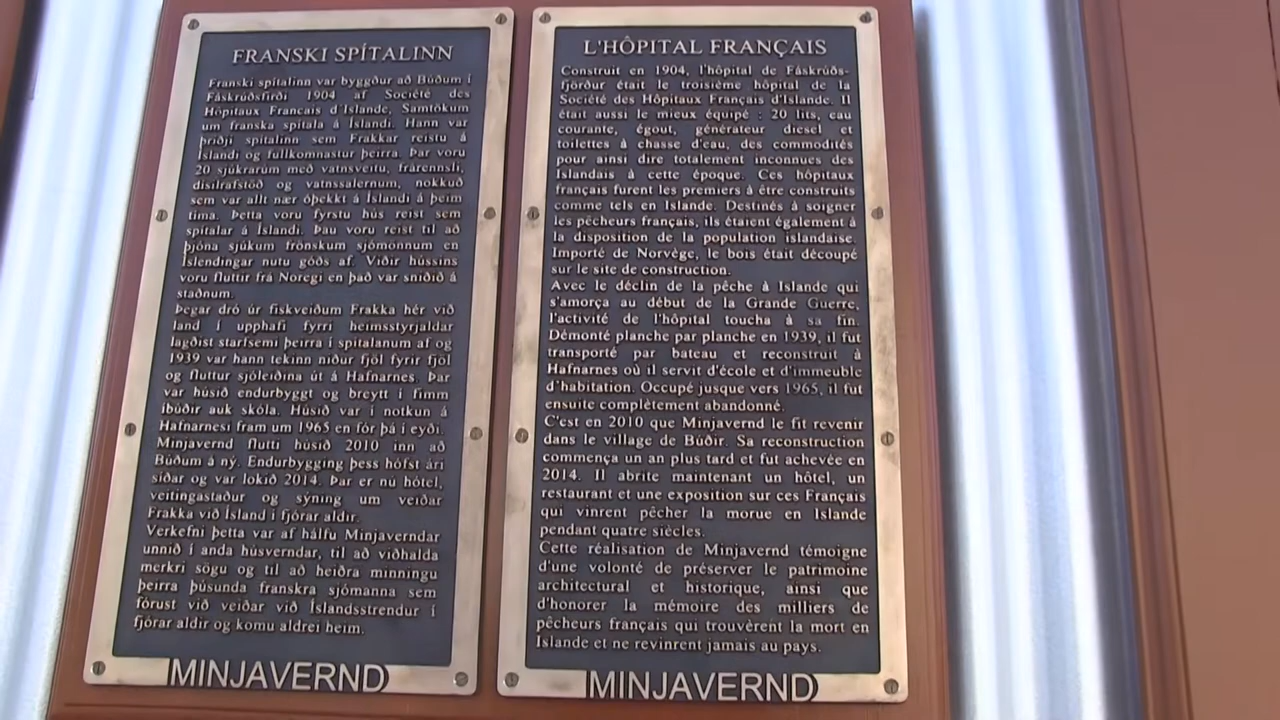 FRANSKI SPÍTALINN
Franski spítalinn var byggður að Búðum í
Fáskrúðsfirði 1904 af Société des
Hôpitaux Francais d'Islande, Samtökum
um franska spítala á Íslandi. Hann var
þriðji spítalinn sem Frakkar reistu á
Íslandi og fullkomnastur þeirra. Þar voru
20 sjúkrarúm með vatnsveitu, frárennsli,
dísilrafstöð og vatnssalernum, nokkuð
sem var allt nær óþekkt á Íslandi á þeim
tíma. Þetta voru fyrstu hús reist sem
spítalar á Íslandi. Þau voru reist til að
þjóna sjúkum frönskum sjómönnum en
Íslendingar nutu góðs af. Viðir hússins
voru fluttir frá Noregi en það var sniðið á
staðnum.
Þegar dró úr fiskveiðum Frakka hér við
land í upphafi fyrri heimsstyrjaldar
lagðist starfsemi þeirra í spítalanum af og
1939 var hann tekinn niður fjöl fyrir fjöl
og fluttur sjóleiðina út á Hafnarnes. Þar
var húsið endurbyggt og breytt í fimm
íbúðir auk skóla. Húsið var í notkun á
Hafnarnesi fram um 1965 en fór þá í eyði.
Minjavernd flutti húsið 2010 inn að
Búðum á ný. Endurbygging þess hófst ári
síðar og var lokið 2014. Þar er nú hótel,
veitingastaður og sýning um veiðar
Frakka við Ísland í fjórar aldir.
Verkefni þetta var af hálfu Minjaverndar
unnið í anda húsverndar, til að viðhalda
merkri sögu og til að heiðra minningu
þeirra þúsunda franskra sjómanna sem
fórust við veiðar við Íslandsstrendur í
fjórar aldir og komu aldrei heim.
MINJAVERND
L'HÔPITAL FRANÇAIS
Construit en 1904, l'hôpital de Fáskrúðs-
fjörður était le troisième hôpital de la
Société des Hôpitaux Français d'Islande. Il
était aussi le mieux équipé : 20 lits, eau
courante, égout, générateur diesel et
toilettes à chasse d'eau, des commodités
pour ainsi dire totalement inconnues des
Islandais à cette époque. Ces hôpitaux
français furent les premiers à être construits
comme tels en Islande. Destinés à soigner
les pêcheurs français, ils étaient également à
la disposition de la population islandaise.
Importé de Norvège, le bois était découpé
sur le site de construction.
Avec le déclin de la pêche à Islande qui
s'amorça au début de la Grande Guerre,
l'activité de l'hôpital toucha à sa fin.
Démonté planche par planche en 1939, il fut
transporté par bateau et reconstruit à
Hafnarnes où il servit d'école et d'immeuble
d'habitation. Occupé jusque vers 1965, il fut
ensuite complètement abandonné.
C'est en 2010 que Minjavernd le fit revenir
dans le village de Búðir. Sa reconstruction
commença un an plus tard et fut achevée en
2014. Il abrite maintenant un hôtel, un
restaurant et une exposition sur ces Français
qui vinrent pêcher la morue en Islande
pendant quatre siècles.
Cette réalisation de Minjavernd témoigne
d'une volonté de préserver le patrimoine
architectural et historique, ainsi que
d'honorer la mémoire des milliers de
pêcheurs français qui trouvèrent la mort en
Islande et ne revinrent jamais au pays.
MINJAVERND